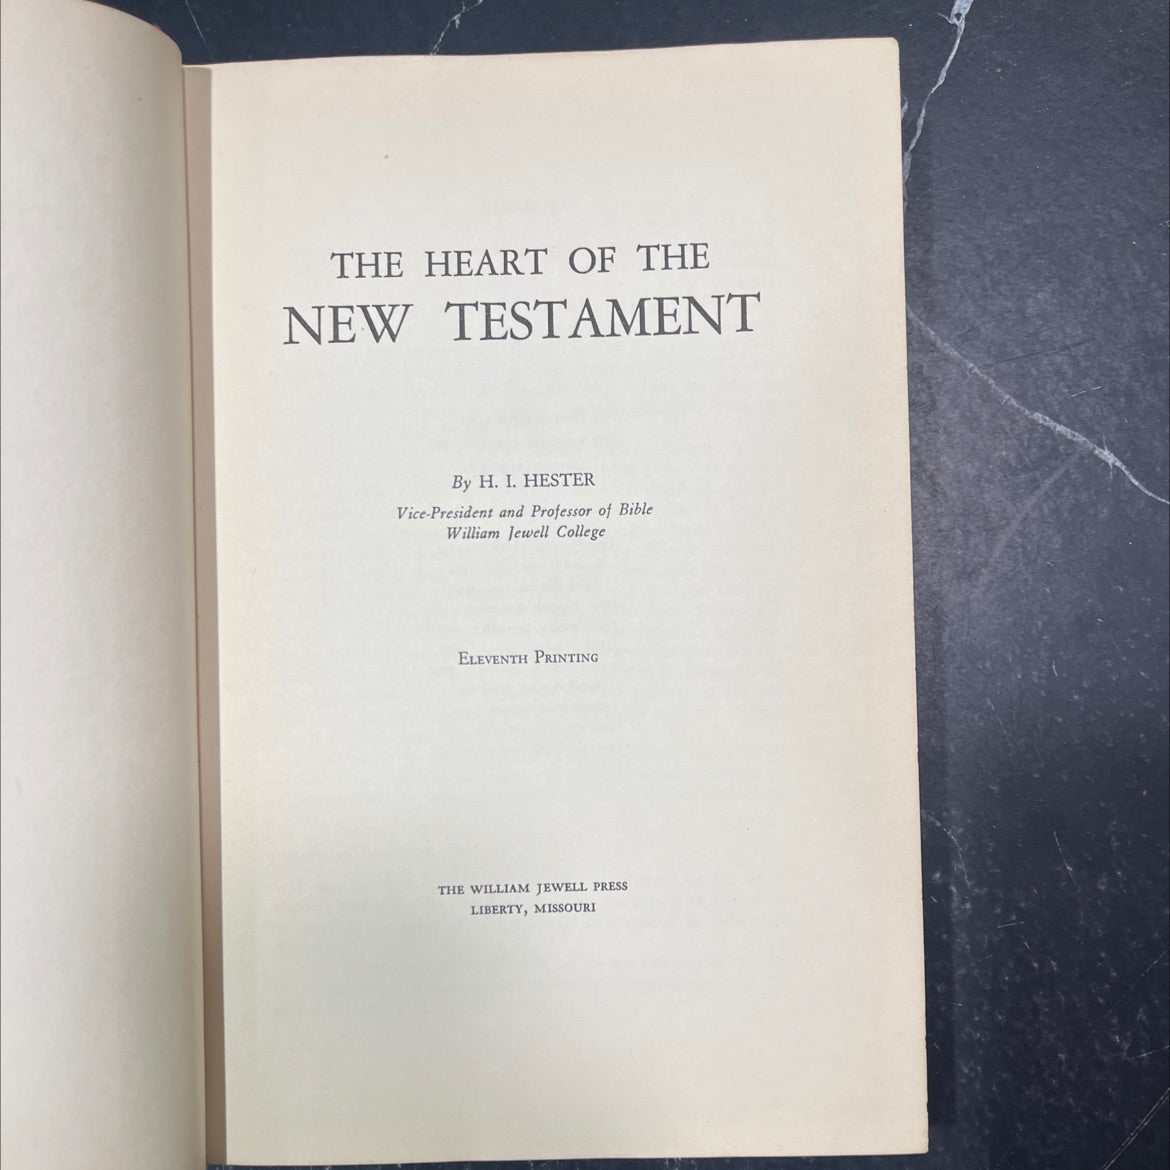 THE HEART OF THE
NEW TESTAMENT
By H. I. HESTER
Vice-President and Professor of Bible
William Jewell College
ELEVENTH PRINTING
THE WILLIAM JEWELL PRESS
LIBERTY, MISSOURI